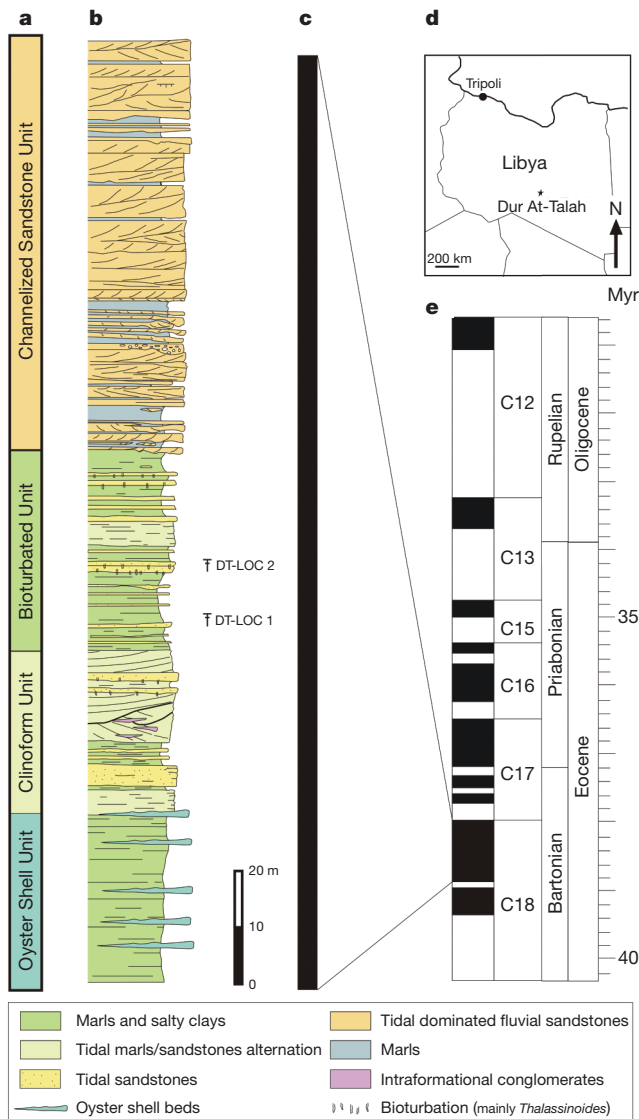 a
b
c
Channelized Sandstone Unit
Bioturbated Unit
Clinoform Unit
Oyster Shell Unit
DT-LOC 2
DT-LOC 1
20 m
10
0
d
Tripoli
Libya
Dur At-Talah
N
200 km
Myr
e
C12
C13
C15
C16
C17
C18
Rupelian
Priabonian
Bartonian
Oligocene
Eocene
35
40
Marls and salty clays
Tidal marls/sandstones alternation
Tidal sandstones
Oyster shell beds
Tidal dominated fluvial sandstones
Marls
Intraformational conglomerates
Bioturbation (mainly Thalassinoides)